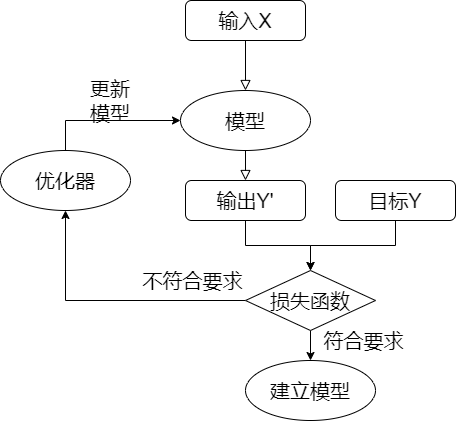 输入X
更新
模型
模型
优化器
输出Y'
目标Y
不符合要求
损失函数
符合要求
建立模型